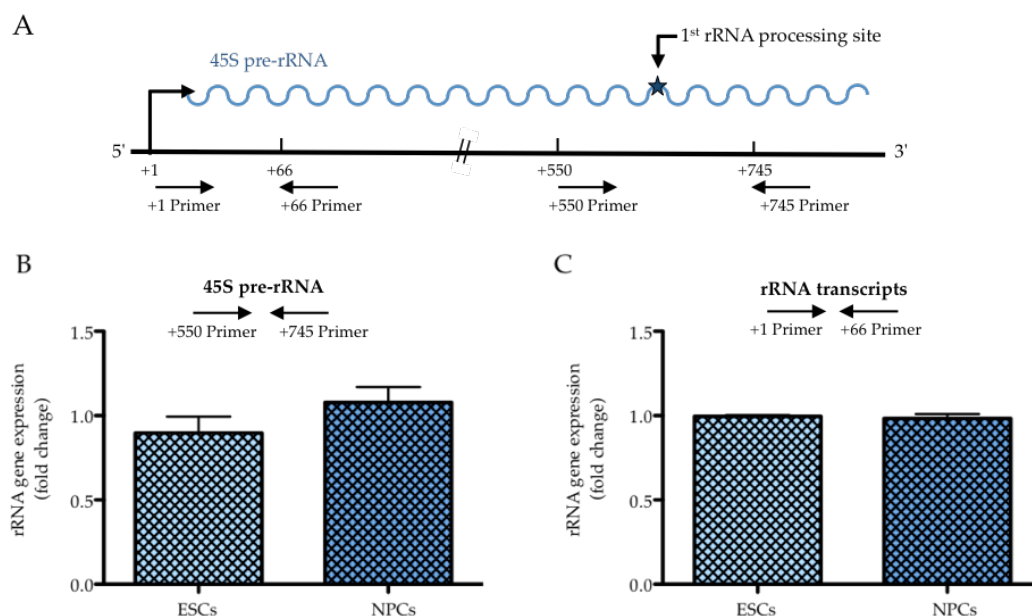 A
1st rRNA processing site
45S pre-rRNA
5'
3'
+1
+66
+550
+745
+1 Primer
+66 Primer
+550 Primer
+745 Primer
B
45S pre-rRNA
+550 Primer
+745 Primer
rRNA gene expression
(fold change)
1.5
1.0
0.5
0.0
ESCs
NPCs
C
rRNA transcripts
+1 Primer
+66 Primer
rRNA gene expression
(fold change)
1.5
1.0
0.5
0.0
ESCs
NPCs